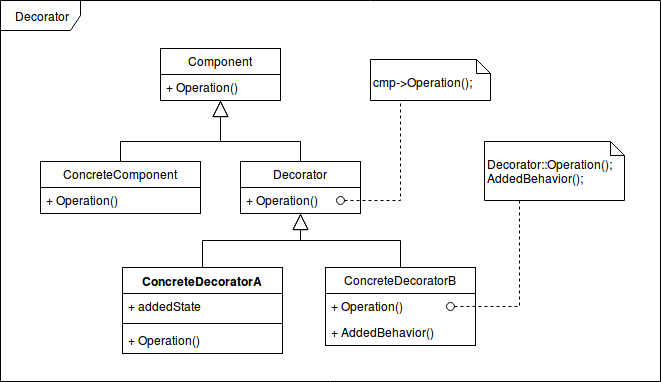 Decorator
Component
+ Operation()
cmp->Operation();
Decorator::Operation();
AddedBehavior();
ConcreteComponent
+ Operation()
Decorator
+ Operation()
ConcreteDecoratorA
+ addedState
+ Operation()
ConcreteDecoratorB
+ Operation()
+ AddedBehavior()